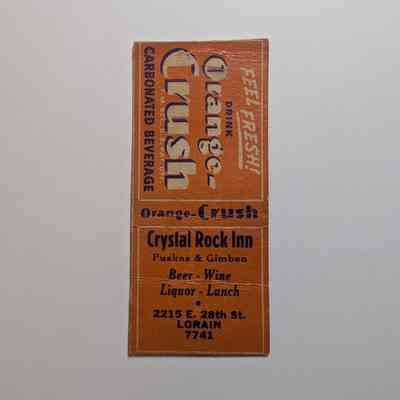 FEEL FRESH!
DRINK
Orange-
Crush
CARBONATED BEVERAGE
Orange-Crush
Crystal Rock Inn
Puskas & Gimben
Beer - Wine
Liquor - Lunch
2215 E. 28th St.
LORAIN
7741